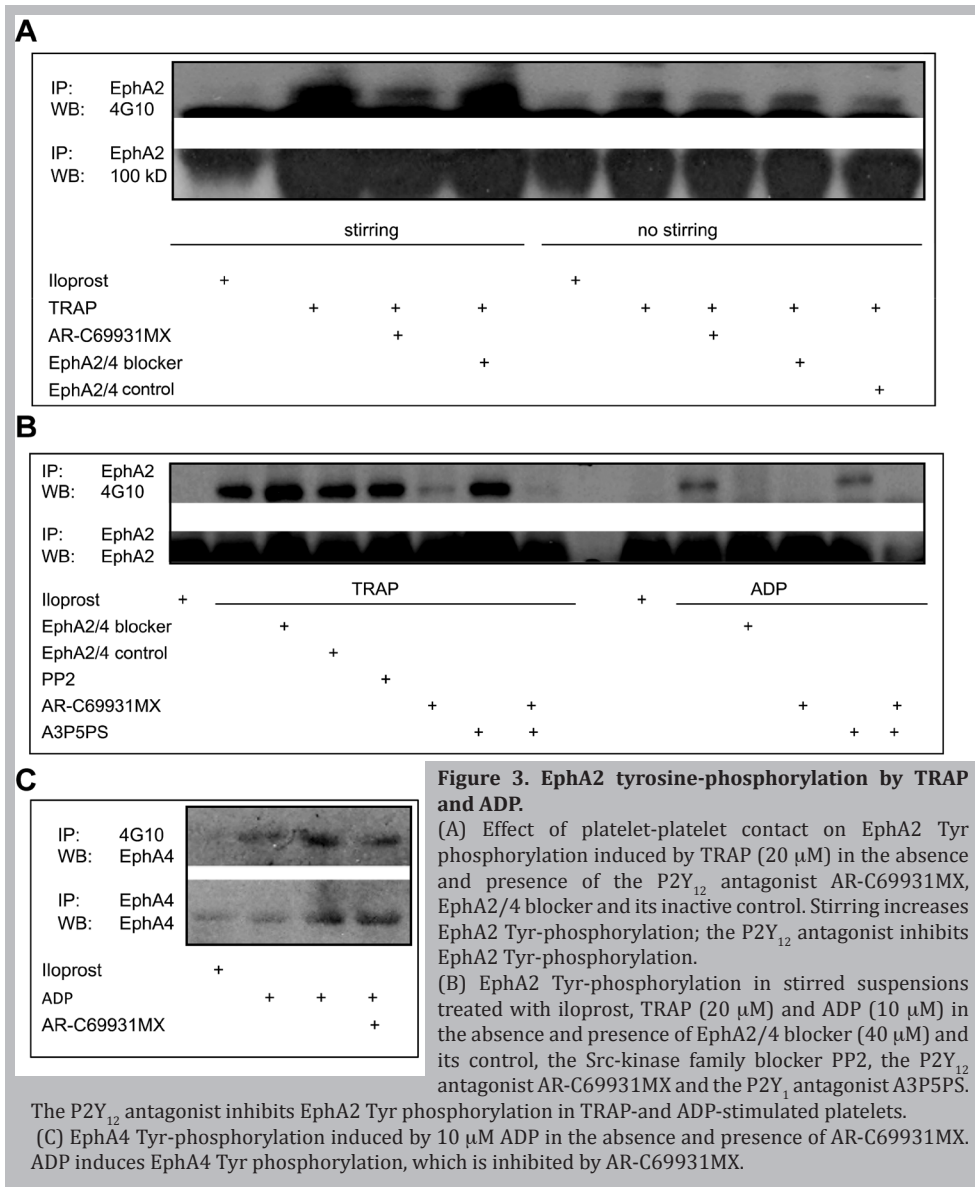 A
IP: EphA2
WB: 4G10
IP: EphA2
WB: 100 kD
stirring no stirring
Iloprost + +
TRAP + + + + + + +
AR-C69931MX + +
EphA2/4 blocker + +
EphA2/4 control +
B
IP: EphA2
WB: 4G10
IP: EphA2
WB: EphA2
TRAP ADP
Iloprost + +
EphA2/4 blocker + +
EphA2/4 control +
PP2 +
AR-C69931MX + + + +
A3P5PS + + + +
C
IP: 4G10
WB: EphA4
IP: EphA4
WB: EphA4
Iloprost +
ADP + + +
AR-C69931MX +
Figure 3. EphA2 tyrosine-phosphorylation by TRAP
and ADP.
(A) Effect of platelet-platelet contact on EphA2 Tyr
phosphorylation induced by TRAP (20 μM) in the absence
and presence of the P2Y₁₂ antagonist AR-C69931MX,
EphA2/4 blocker and its inactive control. Stirring increases
EphA2 Tyr-phosphorylation; the P2Y₁₂ antagonist inhibits
EphA2 Tyr-phosphorylation.
(B) EphA2 Tyr-phosphorylation in stirred suspensions
treated with iloprost, TRAP (20 μM) and ADP (10 μM) in
the absence and presence of EphA2/4 blocker (40 μM) and
its control, the Src-kinase family blocker PP2, the P2Y₁₂
antagonist AR-C69931MX and the P2Y₁ antagonist A3P5PS.
The P2Y₁₂ antagonist inhibits EphA2 Tyr phosphorylation in TRAP-and ADP-stimulated platelets.
(C) EphA4 Tyr-phosphorylation induced by 10 μM ADP in the absence and presence of AR-C69931MX.
ADP induces EphA4 Tyr phosphorylation, which is inhibited by AR-C69931MX.